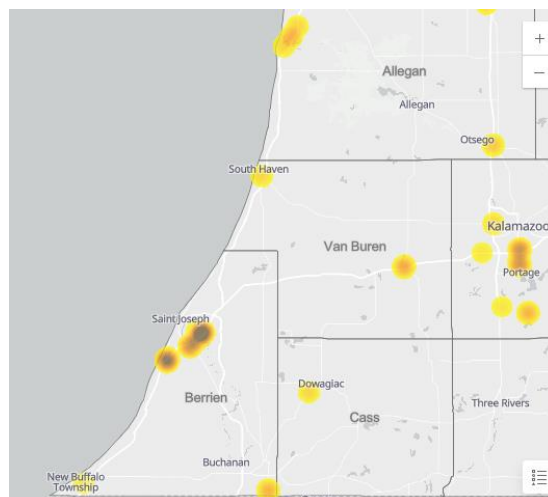 +
−
Allegan
Allegan
Otsego
South Haven
Kalamazoo
Van Buren
Portage
Saint Joseph
Dowagiac
Berrien
Three Rivers
Cass
Buchanan
New Buffalo
Township